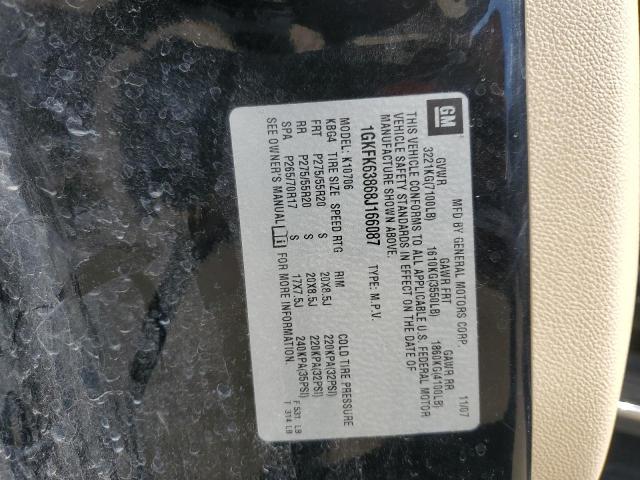 GM
MFD BY GENERAL MOTORS CORP. 11/07
GVWR GAWR FRT GAWR RR
3221KG(7100LB) 1610KG(3550LB) 1860KG(4100LB)
THIS VEHICLE CONFORMS TO ALL APPLICABLE U.S. FEDERAL MOTOR
VEHICLE SAFETY STANDARDS IN EFFECT ON THE DATE OF
MANUFACTURE SHOWN ABOVE.
1GKFK63868J166087 TYPE: M.P.V.
MODEL: K10706
KBG4 TIRE SIZE SPEED RTG RIM COLD TIRE PRESSURE
FRT P275/55R20 S 20X8.5J 220KPA(32PSI)
RR P275/55R20 S 20X8.5J 220KPA(32PSI)
SPA P265/70R17 S 17X7.5J 240KPA(35PSI)
SEE OWNER'S MANUAL i FOR MORE INFORMATION.
F 531. LB
T 314 LB